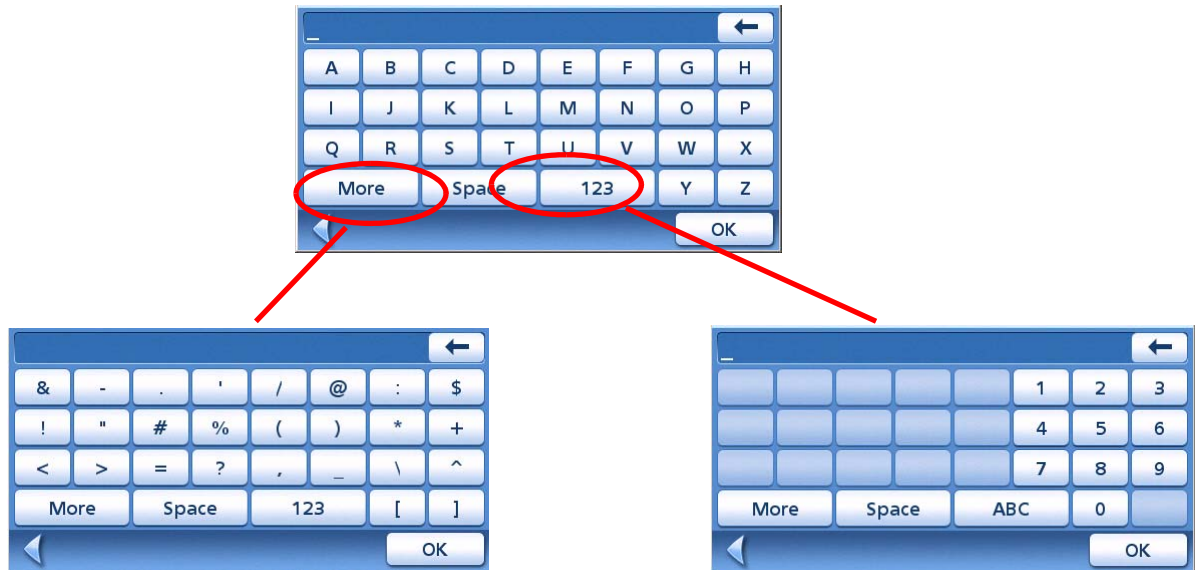 _
A B C D E F G H
I J K L M N O P
Q R S T U V W X
More Space 123 Y Z
OK
& - . ' / @ : $
! " # % ( ) * +
< > = ? , _ \ ^
More Space 123 [ ]
OK
_
1 2 3
4 5 6
7 8 9
More Space ABC 0
OK